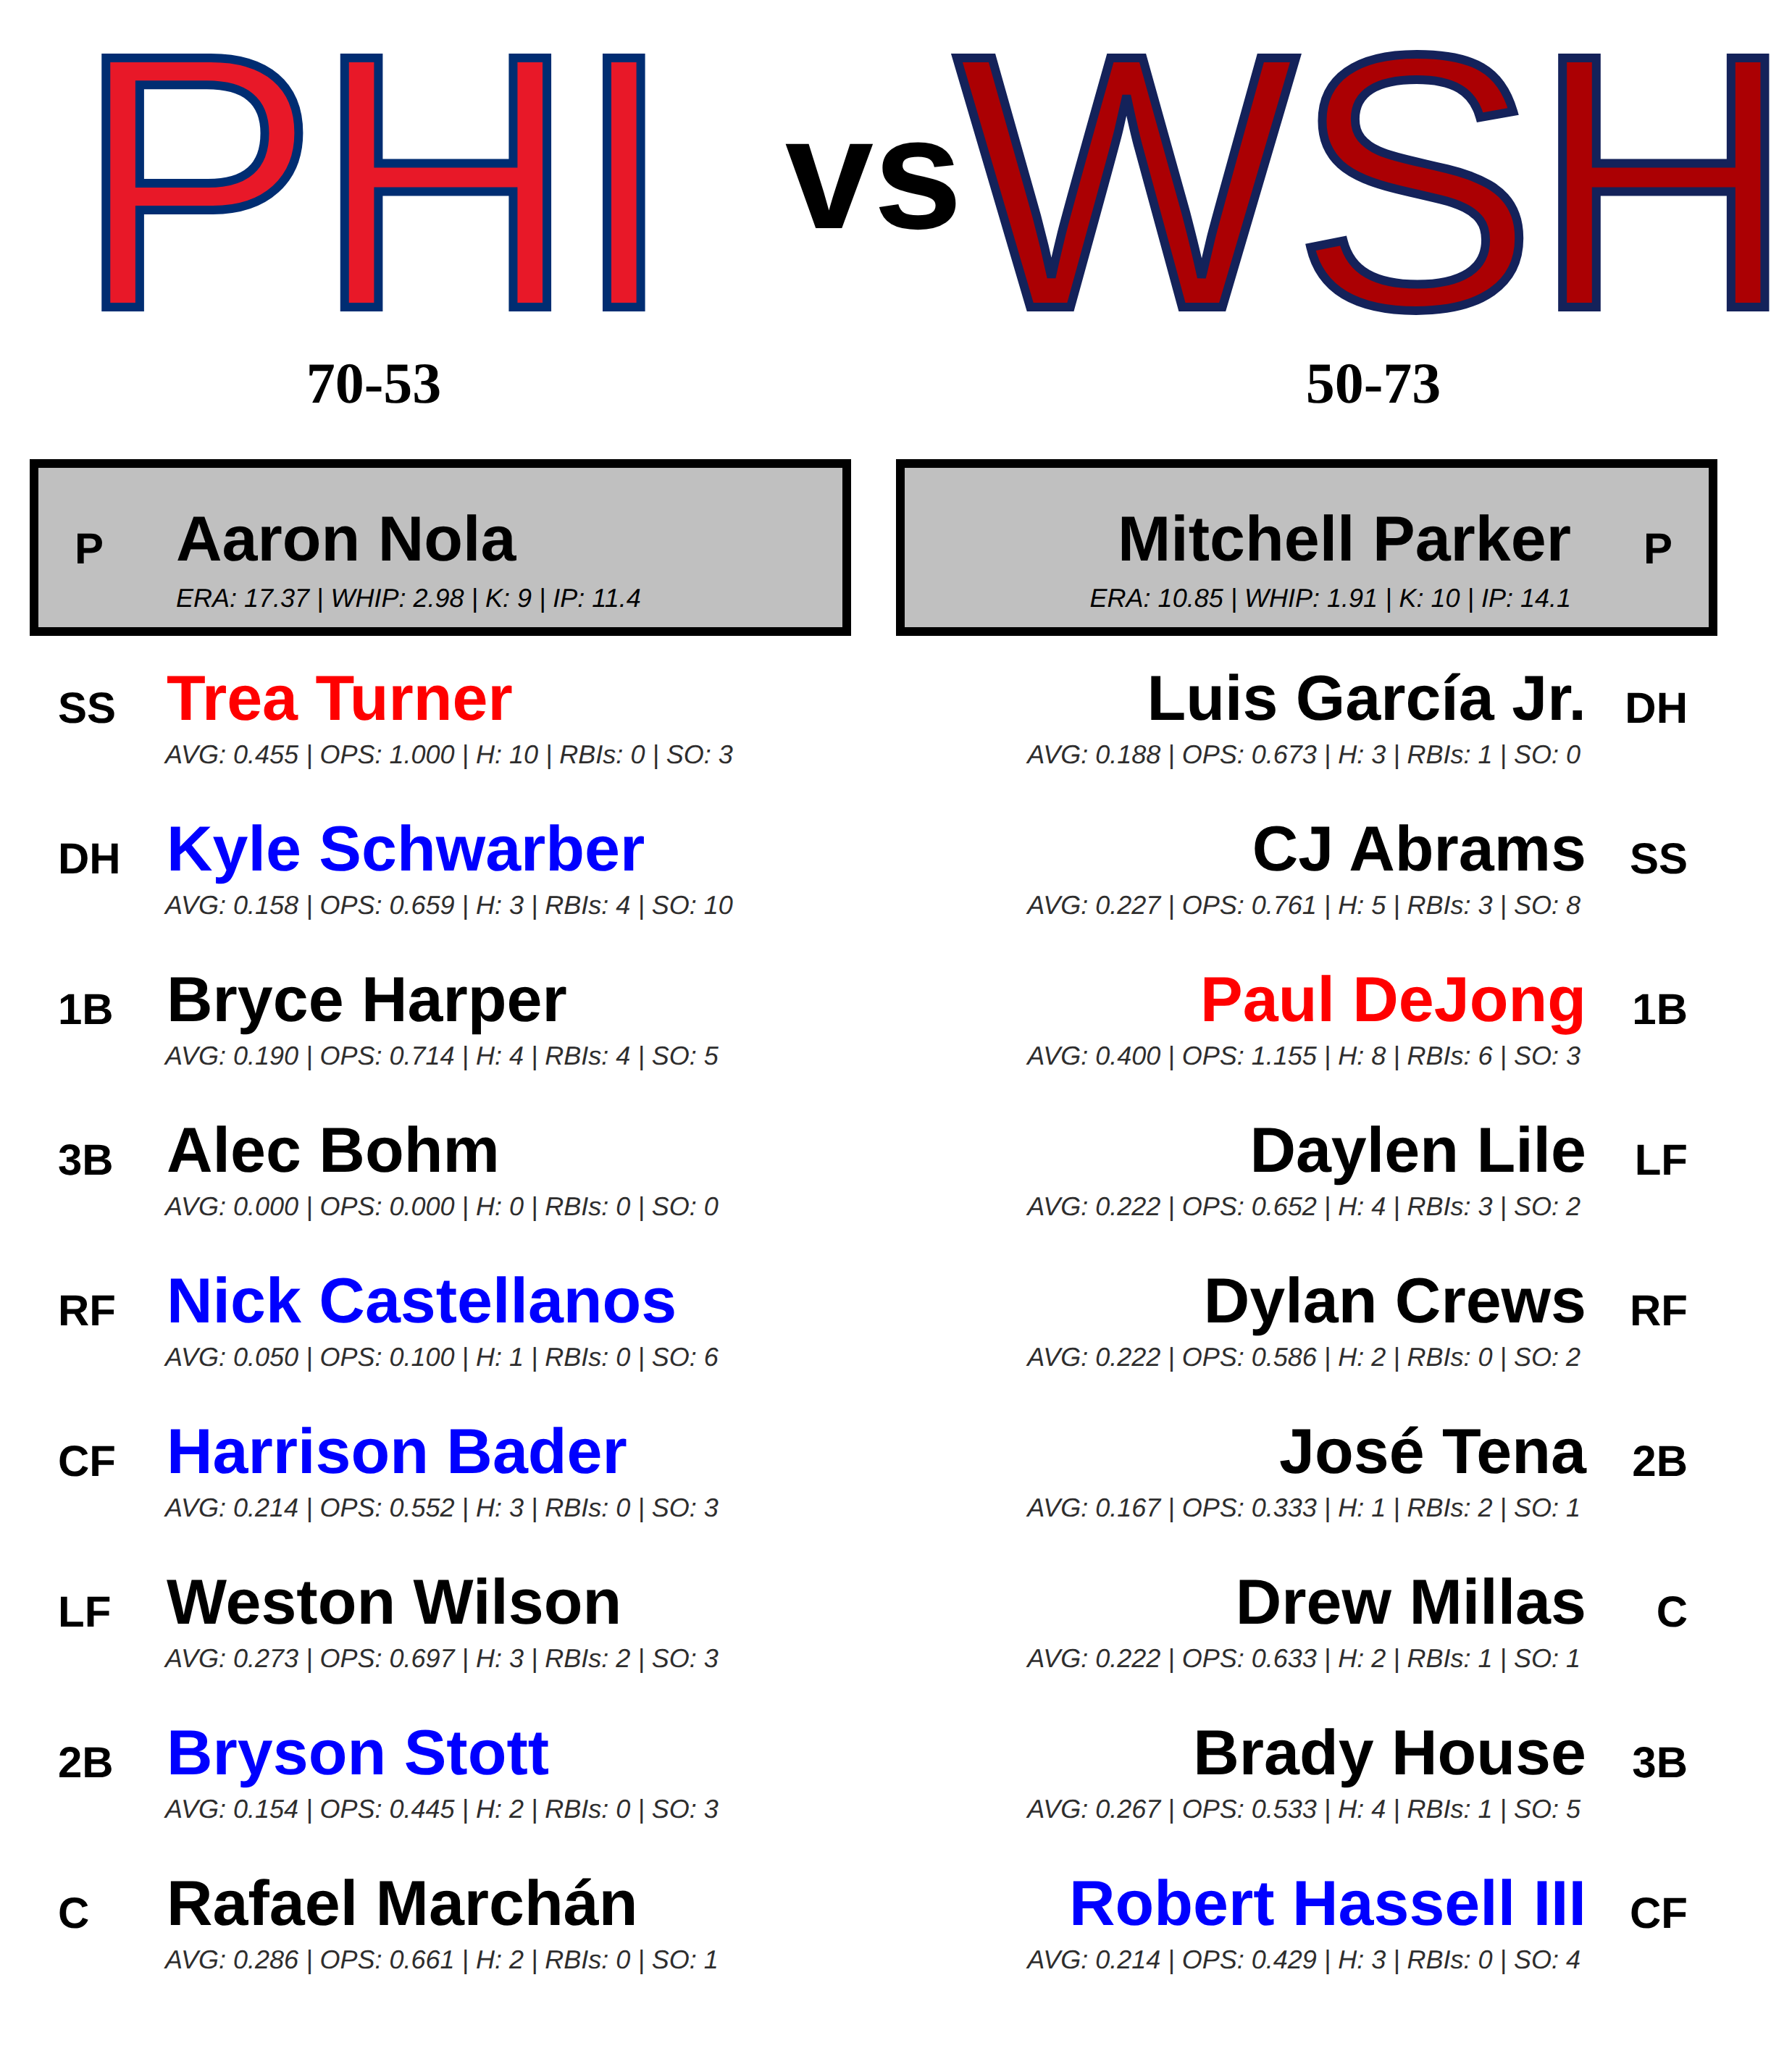 PHI vs WSH
70-53 50-73
P Aaron Nola
ERA: 17.37 | WHIP: 2.98 | K: 9 | IP: 11.4
Mitchell Parker P
ERA: 10.85 | WHIP: 1.91 | K: 10 | IP: 14.1
SS Trea Turner
AVG: 0.455 | OPS: 1.000 | H: 10 | RBIs: 0 | SO: 3
DH Kyle Schwarber
AVG: 0.158 | OPS: 0.659 | H: 3 | RBIs: 4 | SO: 10
1B Bryce Harper
AVG: 0.190 | OPS: 0.714 | H: 4 | RBIs: 4 | SO: 5
3B Alec Bohm
AVG: 0.000 | OPS: 0.000 | H: 0 | RBIs: 0 | SO: 0
RF Nick Castellanos
AVG: 0.050 | OPS: 0.100 | H: 1 | RBIs: 0 | SO: 6
CF Harrison Bader
AVG: 0.214 | OPS: 0.552 | H: 3 | RBIs: 0 | SO: 3
LF Weston Wilson
AVG: 0.273 | OPS: 0.697 | H: 3 | RBIs: 2 | SO: 3
2B Bryson Stott
AVG: 0.154 | OPS: 0.445 | H: 2 | RBIs: 0 | SO: 3
C Rafael Marchán
AVG: 0.286 | OPS: 0.661 | H: 2 | RBIs: 0 | SO: 1
Luis García Jr. DH
AVG: 0.188 | OPS: 0.673 | H: 3 | RBIs: 1 | SO: 0
CJ Abrams SS
AVG: 0.227 | OPS: 0.761 | H: 5 | RBIs: 3 | SO: 8
Paul DeJong 1B
AVG: 0.400 | OPS: 1.155 | H: 8 | RBIs: 6 | SO: 3
Daylen Lile LF
AVG: 0.222 | OPS: 0.652 | H: 4 | RBIs: 3 | SO: 2
Dylan Crews RF
AVG: 0.222 | OPS: 0.586 | H: 2 | RBIs: 0 | SO: 2
José Tena 2B
AVG: 0.167 | OPS: 0.333 | H: 1 | RBIs: 2 | SO: 1
Drew Millas C
AVG: 0.222 | OPS: 0.633 | H: 2 | RBIs: 1 | SO: 1
Brady House 3B
AVG: 0.267 | OPS: 0.533 | H: 4 | RBIs: 1 | SO: 5
Robert Hassell III CF
AVG: 0.214 | OPS: 0.429 | H: 3 | RBIs: 0 | SO: 4